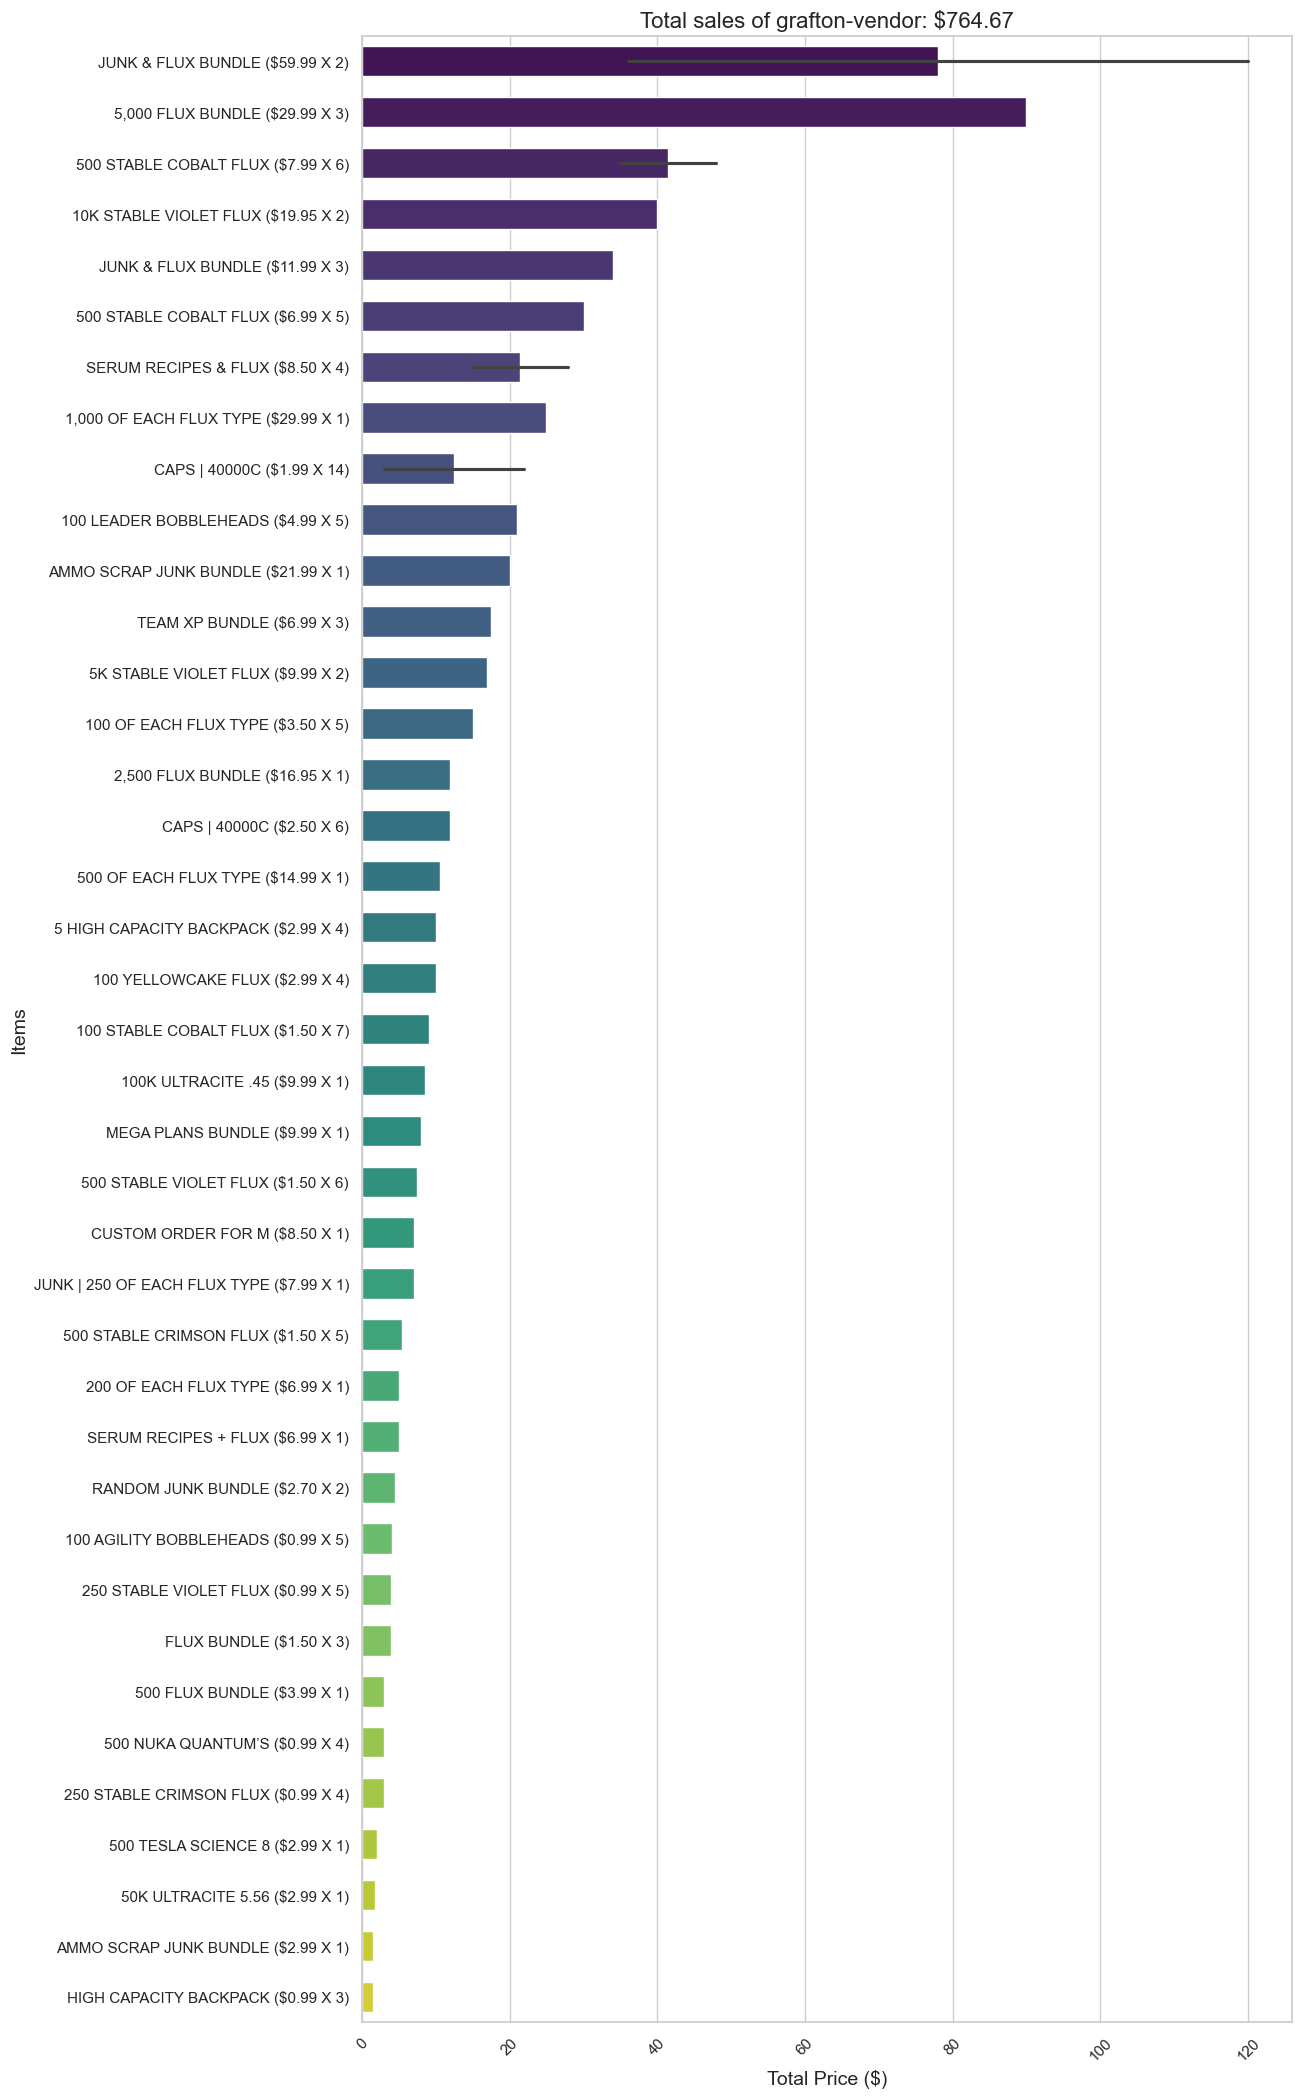 Total sales of grafton-vendor: $764.67
JUNK & FLUX BUNDLE ($59.99 X 2)
5,000 FLUX BUNDLE ($29.99 X 3)
500 STABLE COBALT FLUX ($7.99 X 6)
10K STABLE VIOLET FLUX ($19.95 X 2)
JUNK & FLUX BUNDLE ($11.99 X 3)
500 STABLE COBALT FLUX ($6.99 X 5)
SERUM RECIPES & FLUX ($8.50 X 4)
1,000 OF EACH FLUX TYPE ($29.99 X 1)
CAPS | 40000C ($1.99 X 14)
100 LEADER BOBBLEHEADS ($4.99 X 5)
AMMO SCRAP JUNK BUNDLE ($21.99 X 1)
TEAM XP BUNDLE ($6.99 X 3)
5K STABLE VIOLET FLUX ($9.99 X 2)
100 OF EACH FLUX TYPE ($3.50 X 5)
2,500 FLUX BUNDLE ($16.95 X 1)
CAPS | 40000C ($2.50 X 6)
500 OF EACH FLUX TYPE ($14.99 X 1)
5 HIGH CAPACITY BACKPACK ($2.99 X 4)
100 YELLOWCAKE FLUX ($2.99 X 4)
100 STABLE COBALT FLUX ($1.50 X 7)
100K ULTRACITE .45 ($9.99 X 1)
MEGA PLANS BUNDLE ($9.99 X 1)
500 STABLE VIOLET FLUX ($1.50 X 6)
CUSTOM ORDER FOR M ($8.50 X 1)
JUNK | 250 OF EACH FLUX TYPE ($7.99 X 1)
500 STABLE CRIMSON FLUX ($1.50 X 5)
200 OF EACH FLUX TYPE ($6.99 X 1)
SERUM RECIPES + FLUX ($6.99 X 1)
RANDOM JUNK BUNDLE ($2.70 X 2)
100 AGILITY BOBBLEHEADS ($0.99 X 5)
250 STABLE VIOLET FLUX ($0.99 X 5)
FLUX BUNDLE ($1.50 X 3)
500 FLUX BUNDLE ($3.99 X 1)
500 NUKA QUANTUM’S ($0.99 X 4)
250 STABLE CRIMSON FLUX ($0.99 X 4)
500 TESLA SCIENCE 8 ($2.99 X 1)
50K ULTRACITE 5.56 ($2.99 X 1)
AMMO SCRAP JUNK BUNDLE ($2.99 X 1)
HIGH CAPACITY BACKPACK ($0.99 X 3)
Items
0 20 40 60 80 100 120
Total Price ($)